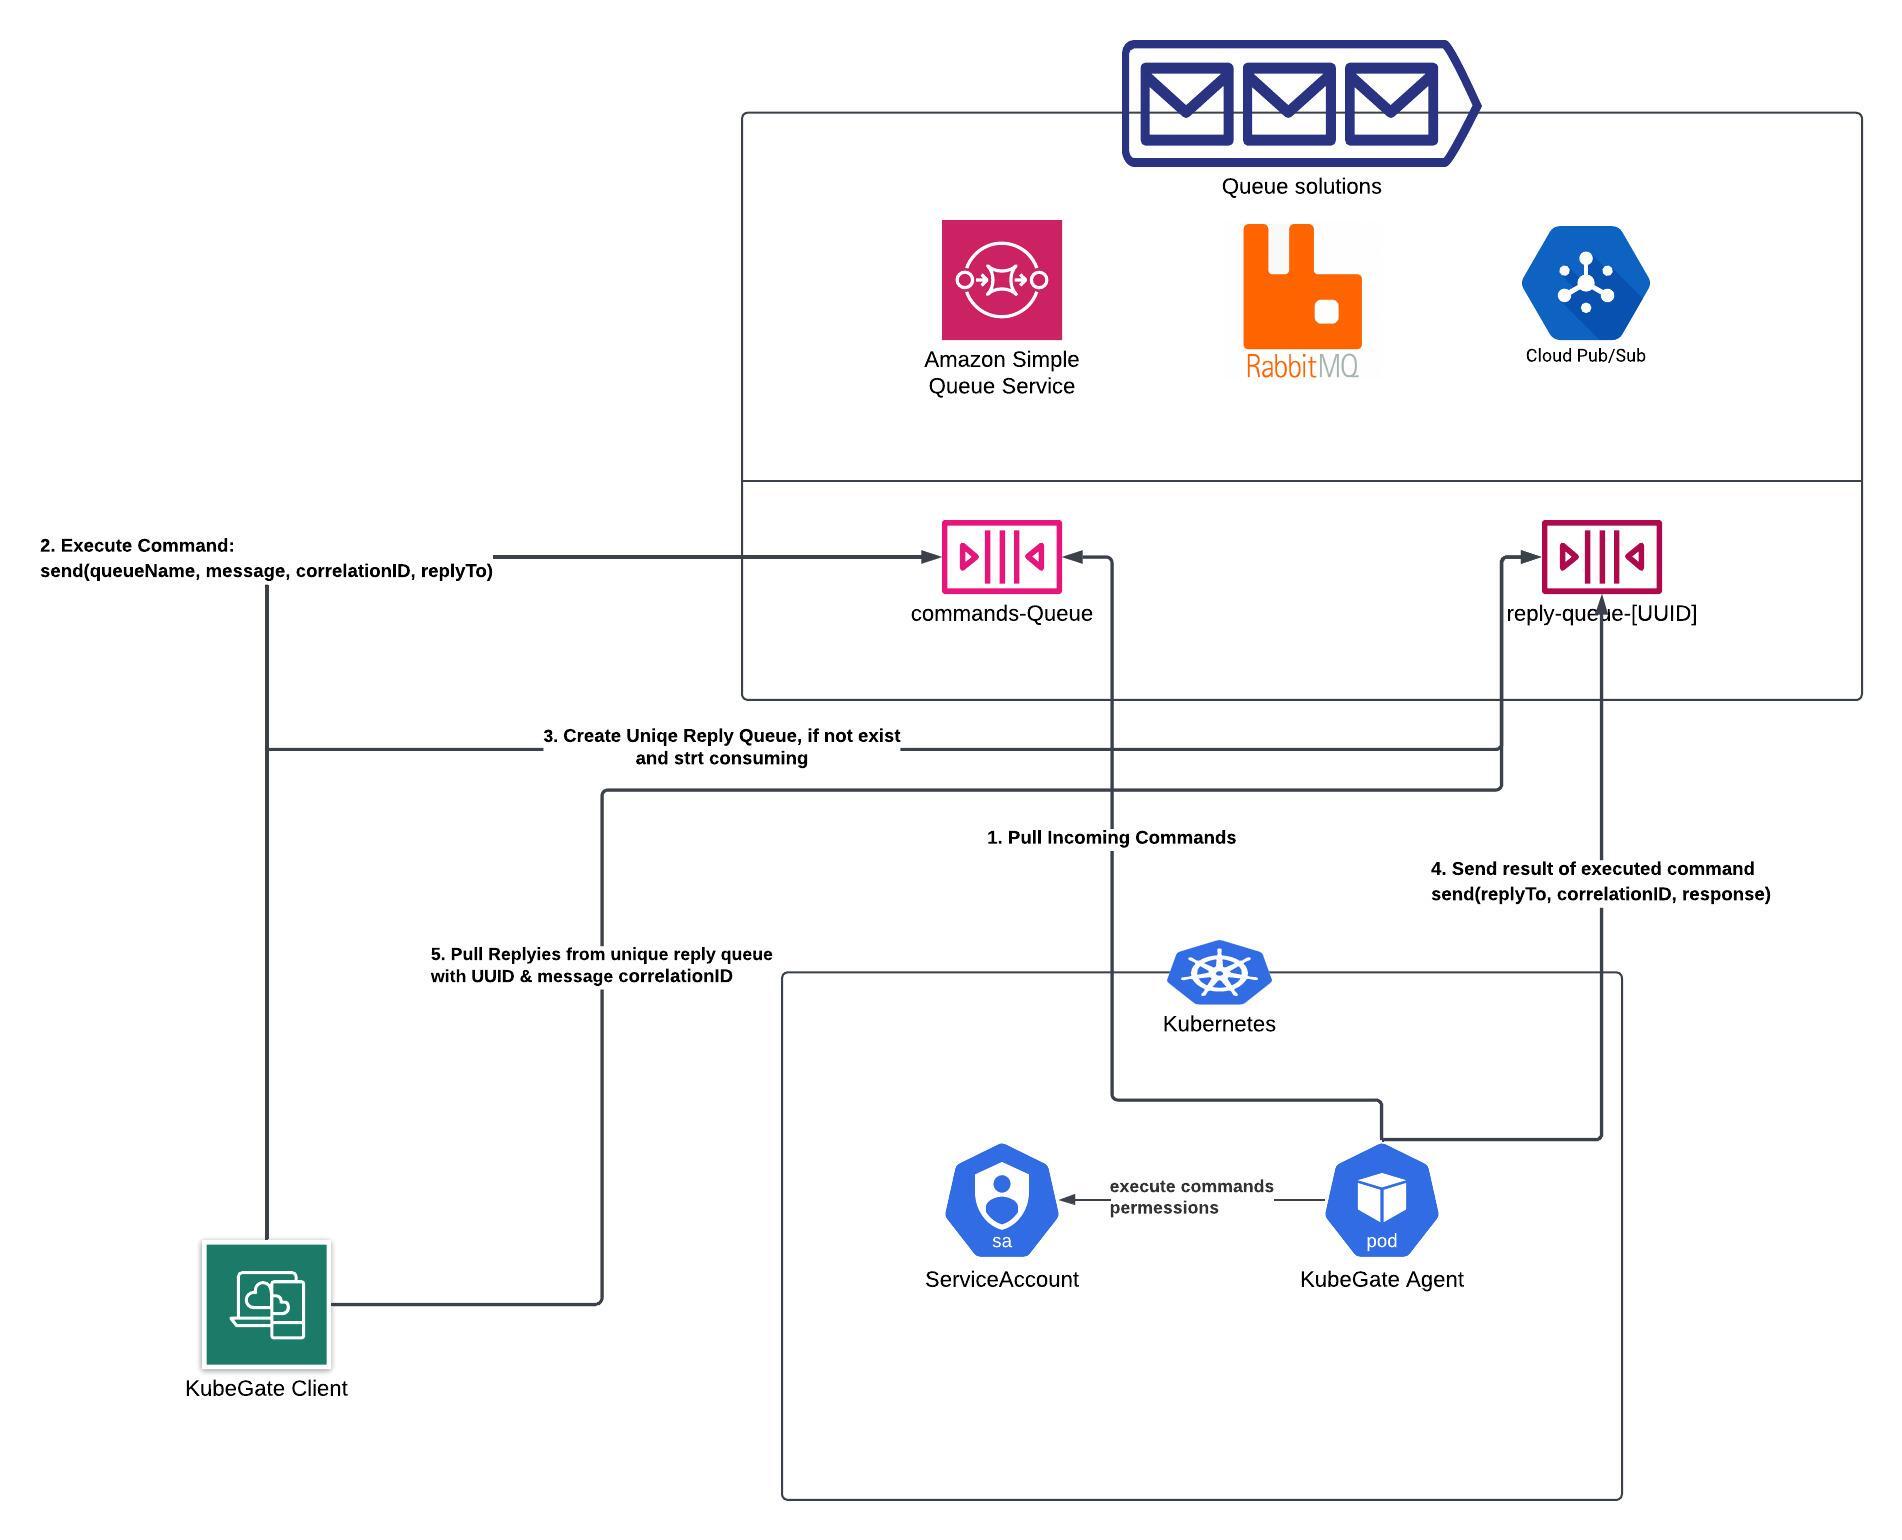 Queue solutions
Amazon Simple
Queue Service
RabbitMQ
Cloud Pub/Sub
2. Execute Command:
send(queueName, message, correlationID, replyTo)
commands-Queue
reply-queue-[UUID]
3. Create Uniqe Reply Queue, if not exist
and strt consuming
1. Pull Incoming Commands
4. Send result of executed command
send(replyTo, correlationID, response)
5. Pull Replyies from unique reply queue
with UUID & message correlationID
Kubernetes
execute commands
permessions
sa
pod
ServiceAccount
KubeGate Agent
KubeGate Client